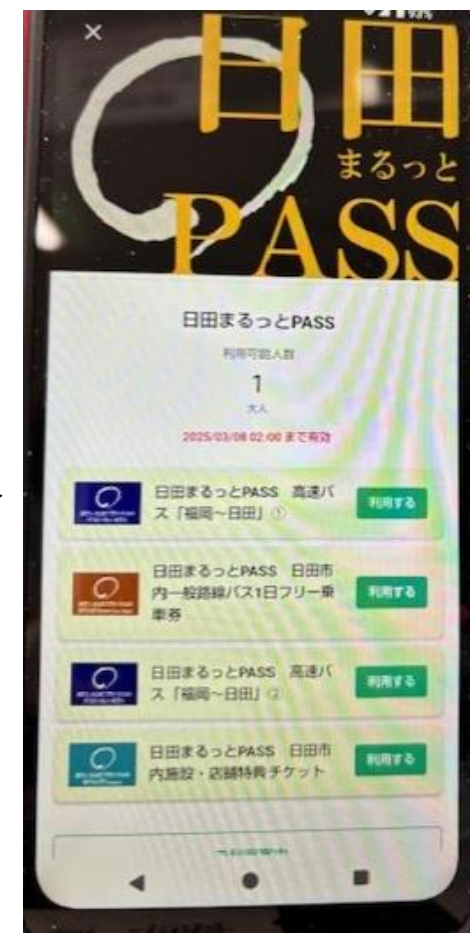 ×
日田
まるっと
PASS
日田まるっとPASS
利用可能人数
1
大人
2025/03/08 02:00 まで有効
日田まるっとPASS　高速バ
ス「福岡～日田」①
利用する
日田まるっとPASS　日田市
内一般路線バス1日フリー乗
車券
利用する
日田まるっとPASS　高速バ
ス「福岡～日田」②
利用する
日田まるっとPASS　日田市
内施設・店舗特典チケット
利用する